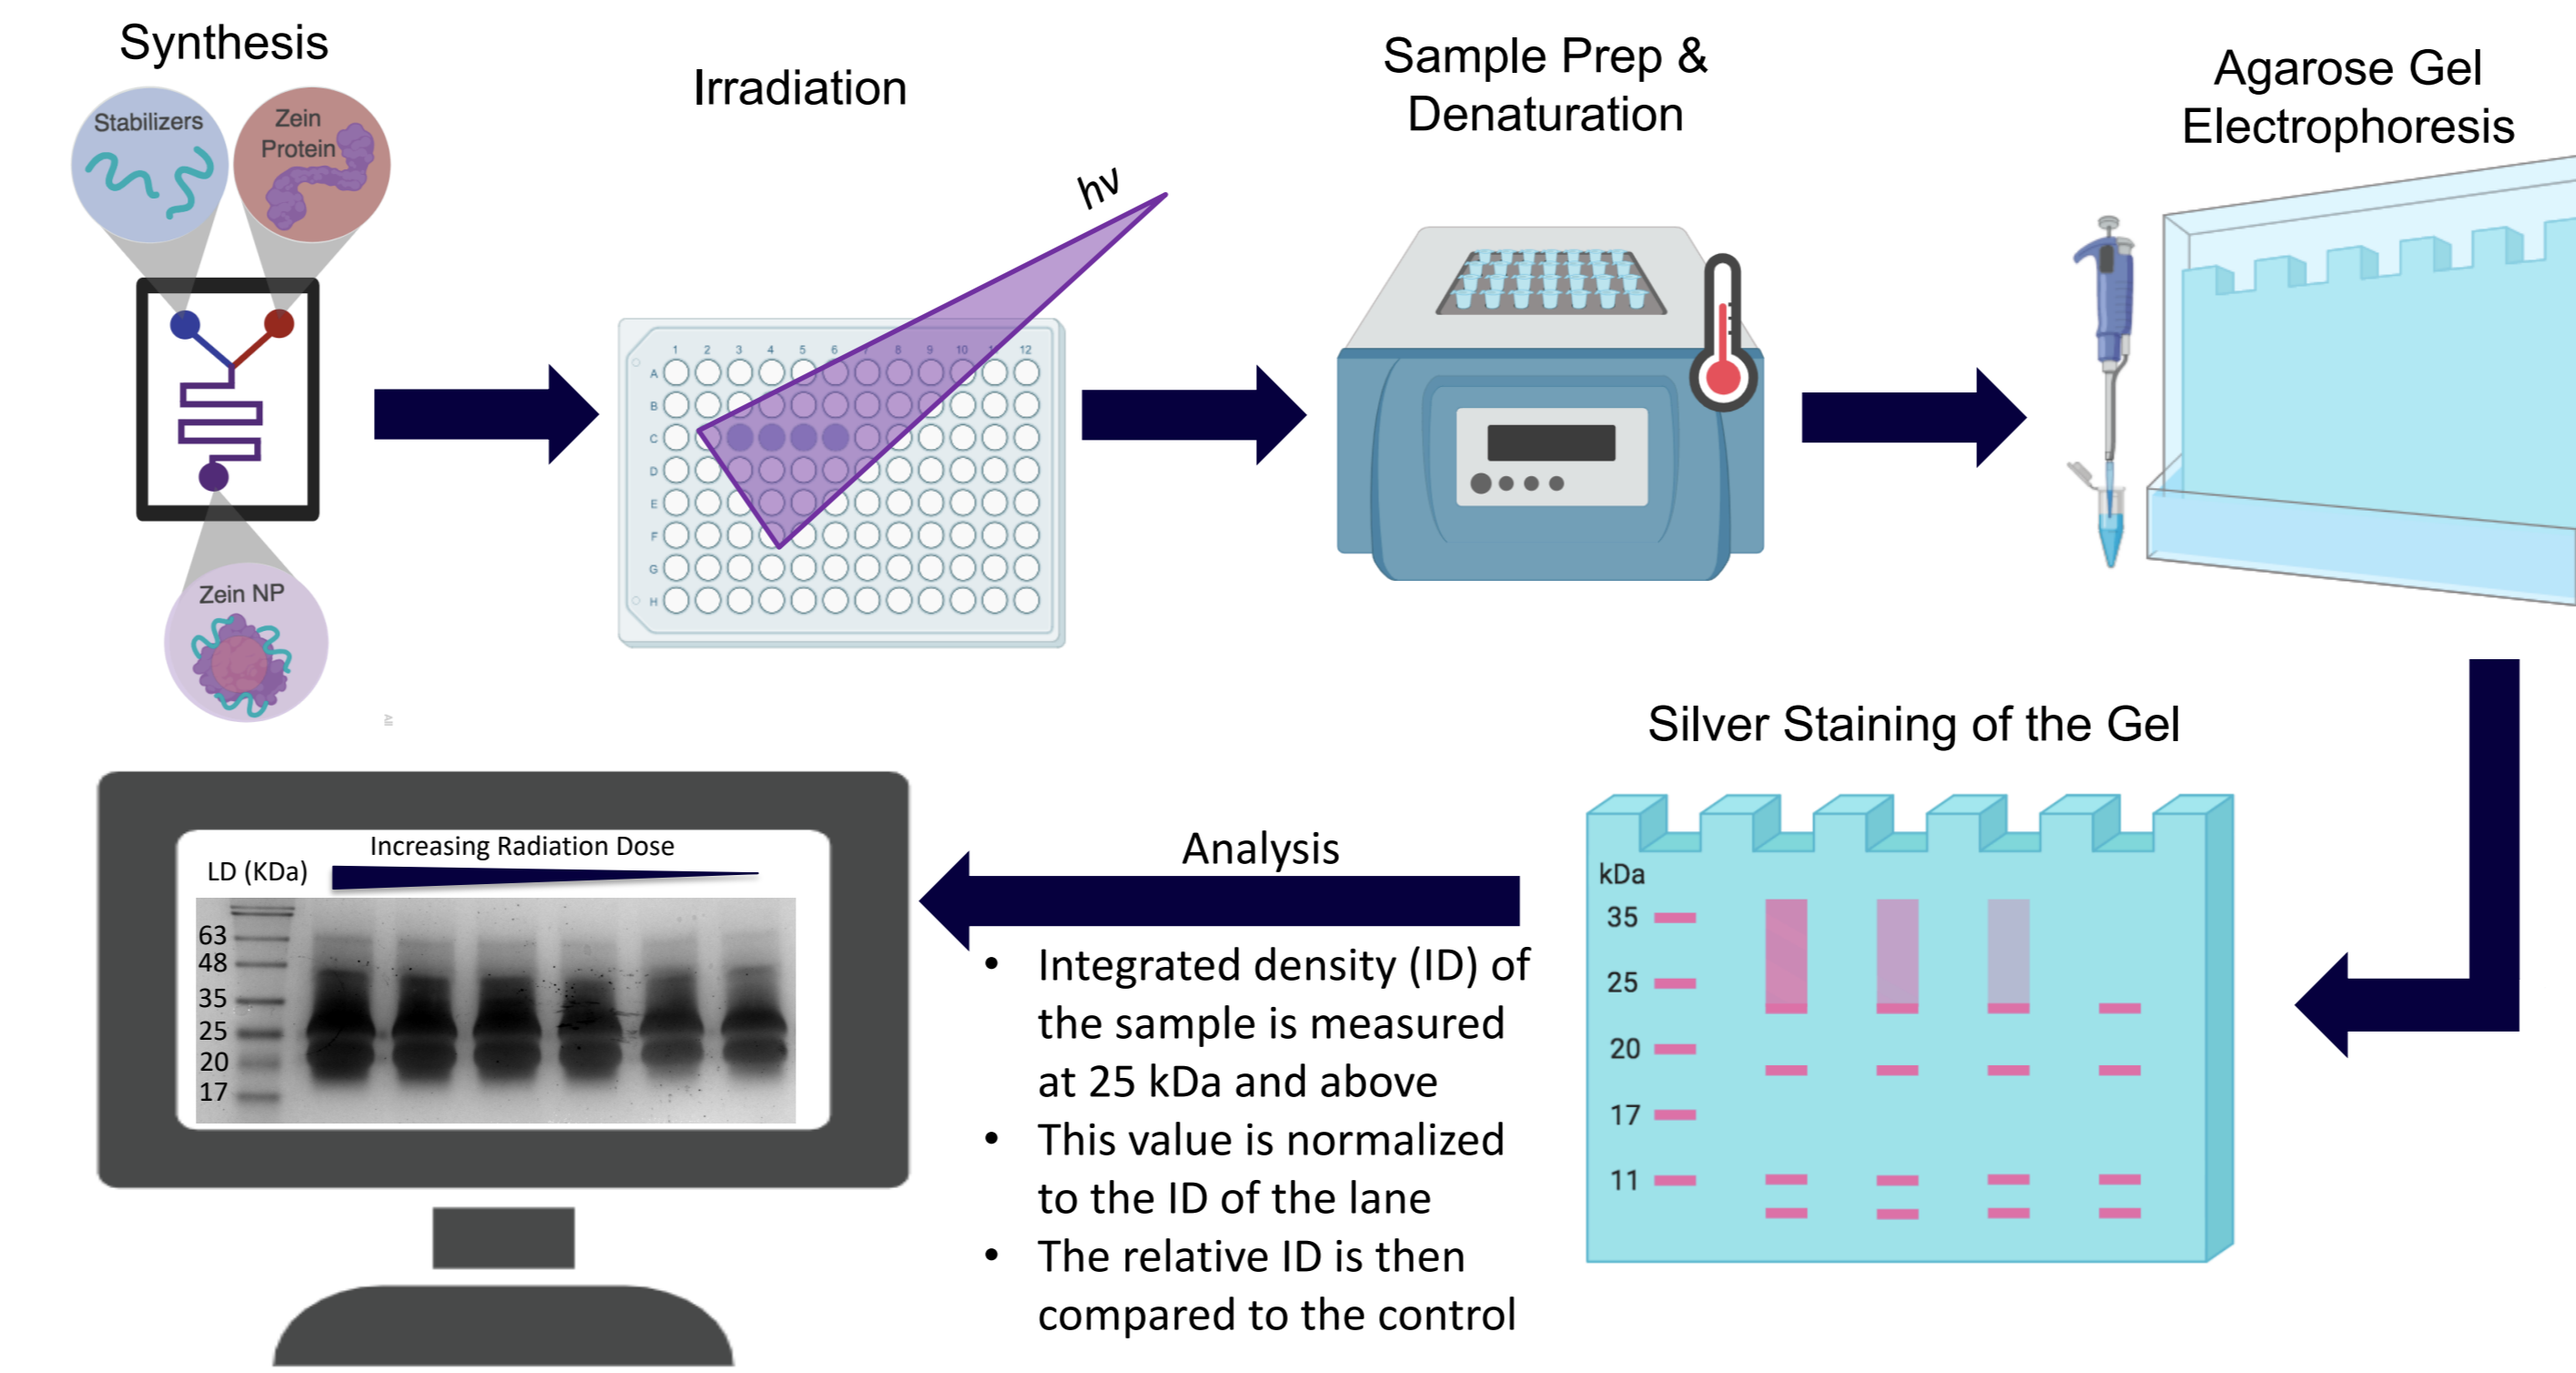 Synthesis
Stabilizers
Zein
Protein
Zein NP
Irradiation
hν
1 2 3 4 5 6 7 8 9 10 11 12
A
B
C
D
E
F
G
H
Sample Prep &
Denaturation
Agarose Gel
Electrophoresis
Silver Staining of the Gel
kDa
35
25
20
17
11
Analysis
• Integrated density (ID) of
the sample is measured
at 25 kDa and above
• This value is normalized
to the ID of the lane
• The relative ID is then
compared to the control
Increasing Radiation Dose
LD (KDa)
63
48
35
25
20
17